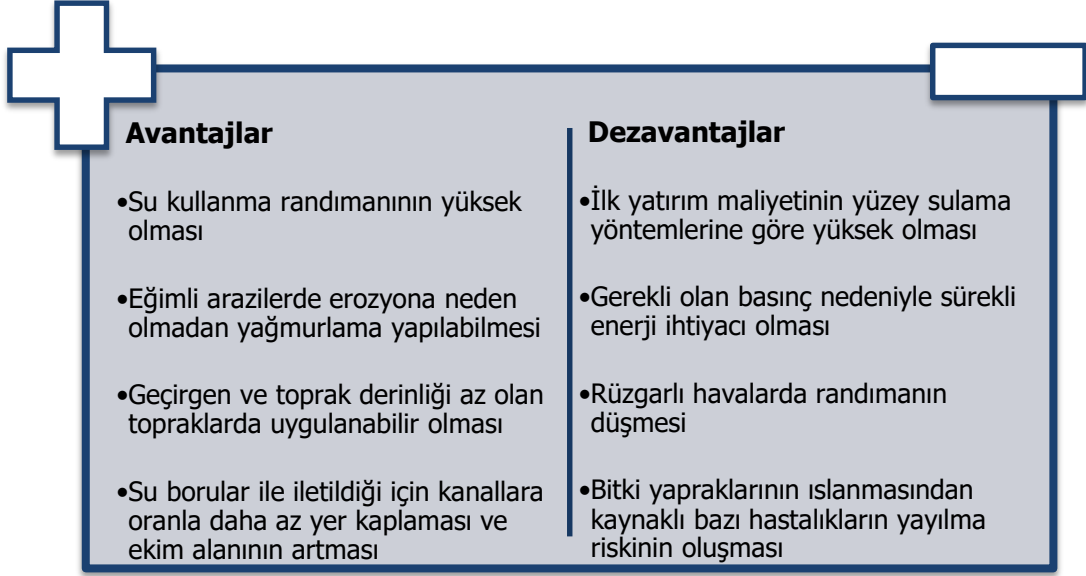 Avantajlar
•Su kullanma randımanının yüksek
olması
•Eğimli arazilerde erozyona neden
olmadan yağmurlama yapılabilmesi
•Geçirgen ve toprak derinliği az olan
topraklarda uygulanabilir olması
•Su borular ile iletildiği için kanallara
oranla daha az yer kaplaması ve
ekim alanının artması
Dezavantajlar
•İlk yatırım maliyetinin yüzey sulama
yöntemlerine göre yüksek olması
•Gerekli olan basınç nedeniyle sürekli
enerji ihtiyacı olması
•Rüzgarlı havalarda randımanın
düşmesi
•Bitki yapraklarının ıslanmasından
kaynaklı bazı hastalıkların yayılma
riskinin oluşması